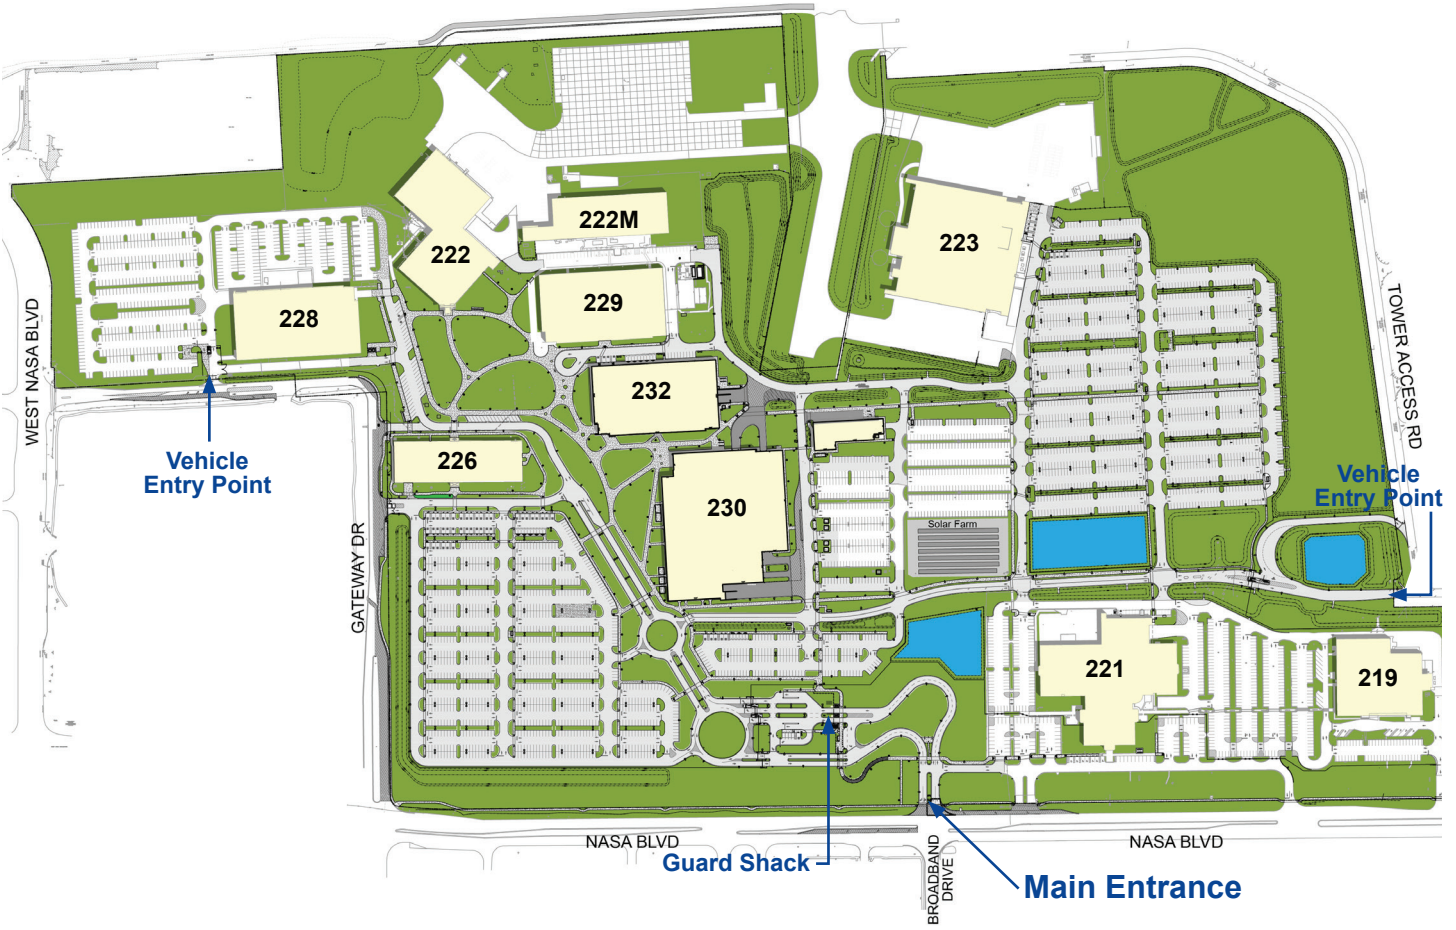 222M
222
223
229
228
WEST NASA BLVD
TOWER ACCESS RD
232
226
Vehicle
Entry Point
Vehicle
Entry Point
230
Solar Farm
GATEWAY DR
221
219
NASA BLVD
NASA BLVD
Guard Shack
BROADBAND
DRIVE
Main Entrance